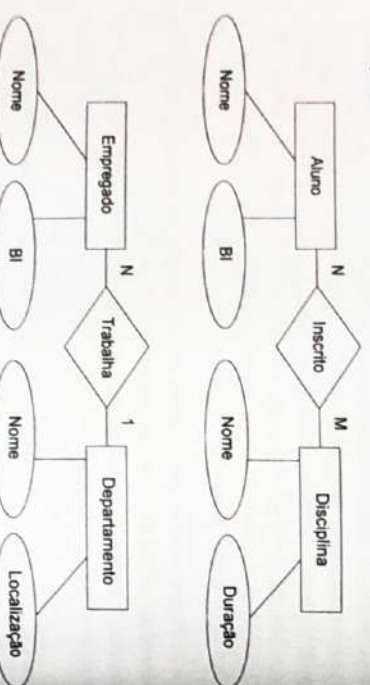 Aluno
N
Inscrito
M
Disciplina
Nome
BI
Nome
Duração
Empregado
N
Trabalha
1
Departamento
Nome
BI
Nome
Localização